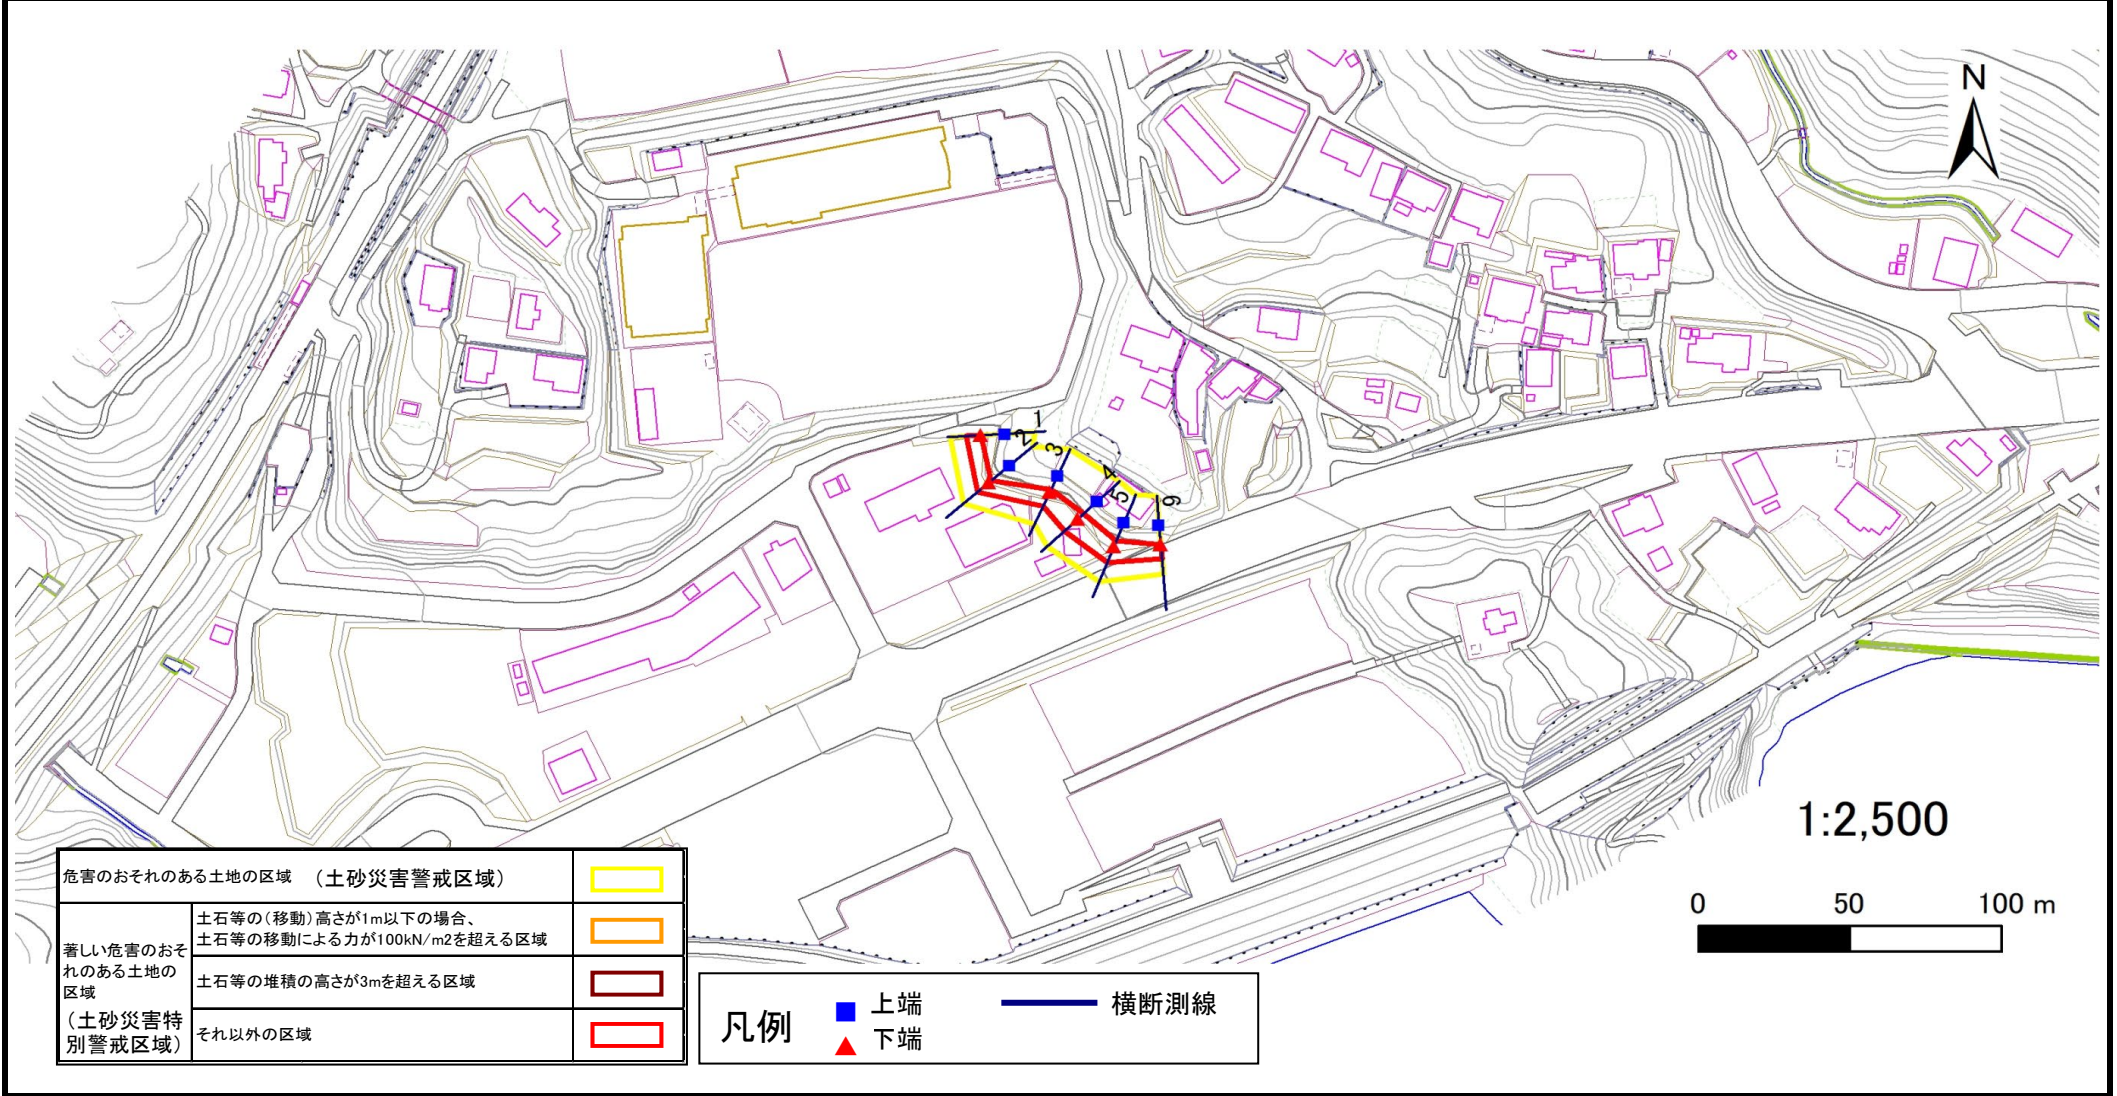 N
1
2
3
4
5
6
1:2,500
0 50 100 m
危害のおそれのある土地の区域 (土砂災害警戒区域)
著しい危害のおそ
れのある土地の
区域
(土砂災害特
別警戒区域)
土石等の(移動)高さが1m以下の場合、
土石等の移動による力が100kN/m2を超える区域
土石等の堆積の高さが3mを超える区域
それ以外の区域
凡例
上端
下端
横断測線